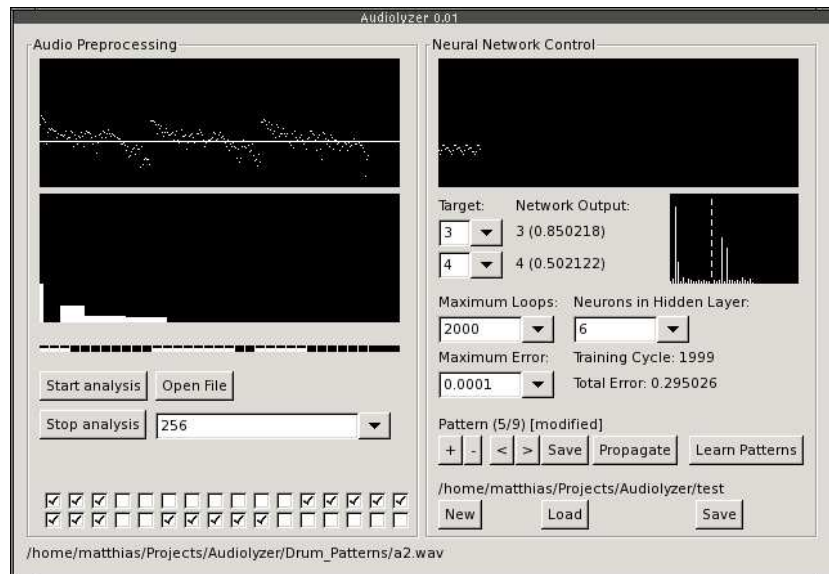 Audiolyzer 0.01
Audio Preprocessing
Start analysis Open File
Stop analysis 256
Neural Network Control
Target: Network Output:
3 3 (0.850218)
4 4 (0.502122)
Maximum Loops: Neurons in Hidden Layer:
2000 6
Maximum Error: Training Cycle: 1999
0.0001 Total Error: 0.295026
Pattern (5/9) [modified]
+ - < > Save Propagate Learn Patterns
/home/matthias/Projects/Audiolyzer/test
New Load Save
/home/matthias/Projects/Audiolyzer/Drum_Patterns/a2.wav